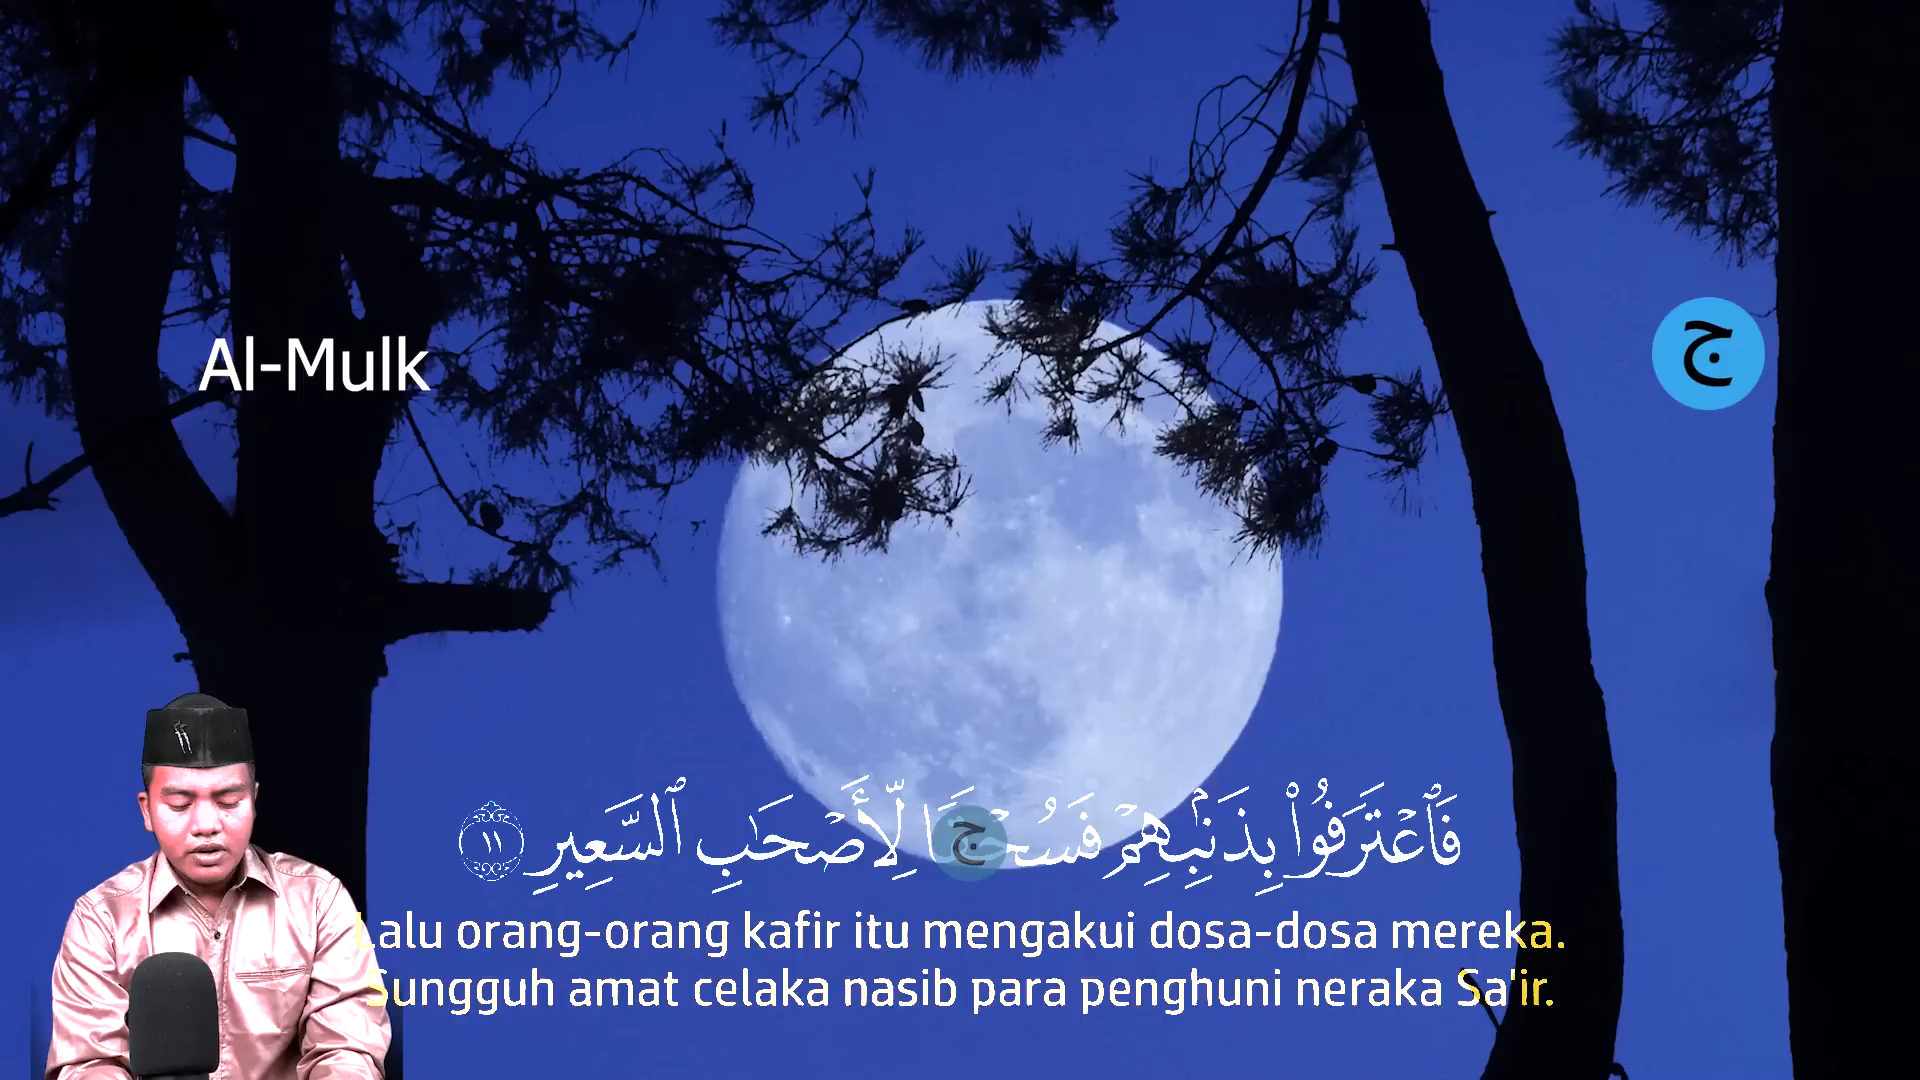 Al-Mulk
ج
فَٱعْتَرَفُوا۟ بِذَنۢبِهِمْ فَسُحْقًا لِّأَصْحَـٰبِ ٱلسَّعِيرِ ١١
ج
Lalu orang-orang kafir itu mengakui dosa-dosa mereka.
Sungguh amat celaka nasib para penghuni neraka Sa'ir.